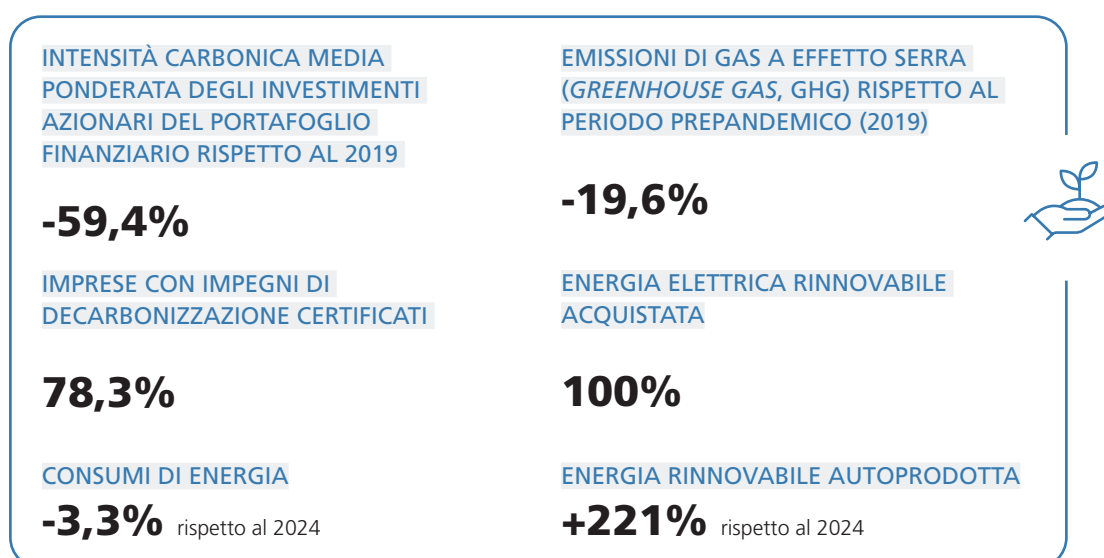 INTENSITÀ CARBONICA MEDIA
PONDERATA DEGLI INVESTIMENTI
AZIONARI DEL PORTAFOGLIO
FINANZIARIO RISPETTO AL 2019
-59,4%
EMISSIONI DI GAS A EFFETTO SERRA
(GREENHOUSE GAS, GHG) RISPETTO AL
PERIODO PREPANDEMICO (2019)
-19,6%
IMPRESE CON IMPEGNI DI
DECARBONIZZAZIONE CERTIFICATI
78,3%
ENERGIA ELETTRICA RINNOVABILE
ACQUISTATA
100%
CONSUMI DI ENERGIA
-3,3% rispetto al 2024
ENERGIA RINNOVABILE AUTOPRODOTTA
+221% rispetto al 2024